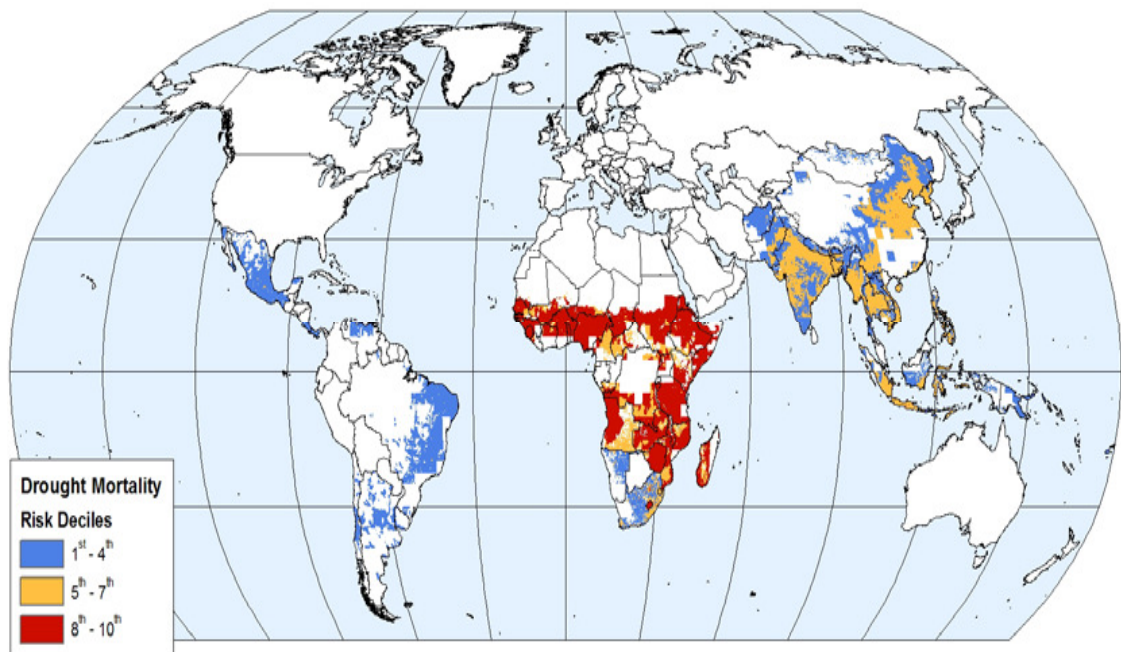 Drought Mortality
Risk Deciles
1st - 4th
5th - 7th
8th - 10th